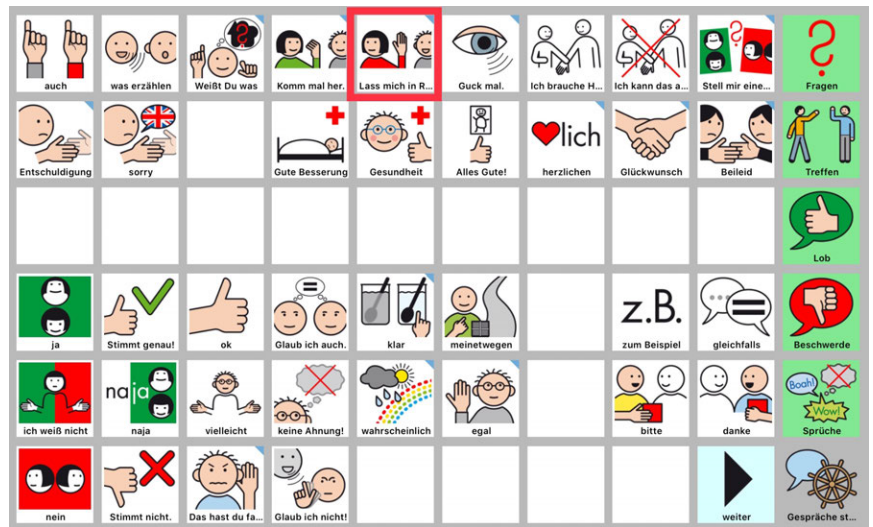 auch
was erzählen
Weißt Du was
Komm mal her.
Lass mich in R...
Guck mal.
Ich brauche H...
Ich kann das a...
Stell mir eine...
Fragen
Entschuldigung
sorry
Gute Besserung
Gesundheit
Alles Gute!
lich
herzlichen
Glückwunsch
Beileid
Treffen
Lob
ja
Stimmt genau!
ok
Glaub ich auch.
klar
meinetwegen
z.B.
zum Beispiel
gleichfalls
Beschwerde
ich weiß nicht
naja
naja
vielleicht
keine Ahnung!
wahrscheinlich
egal
bitte
danke
Boah!
Wow!
Sprüche
nein
Stimmt nicht.
Das hast du fa...
Glaub ich nicht!
weiter
Gespräche st...